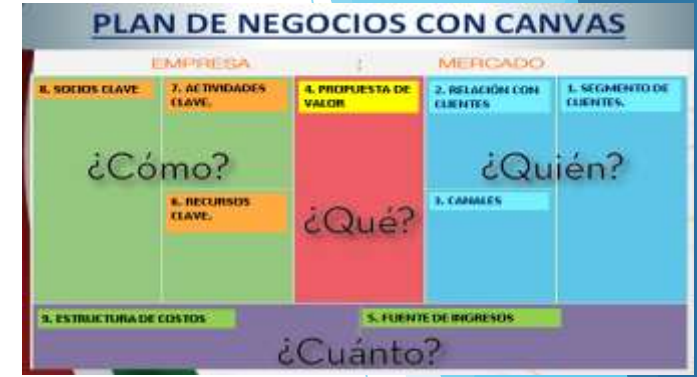 PLAN DE NEGOCIOS CON CANVAS
EMPRESA
MERCADO
8. SOCIOS CLAVE
7. ACTIVIDADES
CLAVE.
4. PROPUESTA DE
VALOR
2. RELACIÓN CON
CLIENTES
1. SEGMENTO DE
CLIENTES.
¿Cómo?
¿Quién?
6. RECURSOS
CLAVE.
¿Qué?
3. CANALES
9. ESTRUCTURA DE COSTOS
5. FUENTE DE INGRESOS
¿Cuánto?